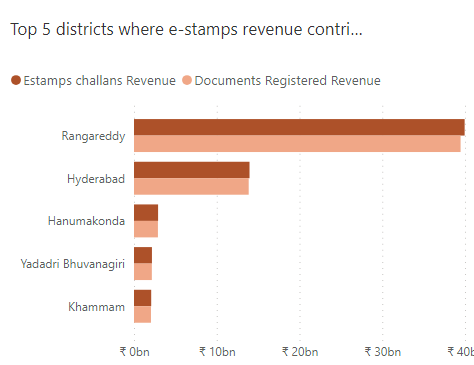 Top 5 districts where e-stamps revenue contri...
Estamps challans Revenue Documents Registered Revenue
Rangareddy
Hyderabad
Hanumakonda
Yadadri Bhuvanagiri
Khammam
₹ 0bn ₹ 10bn ₹ 20bn ₹ 30bn ₹ 40b